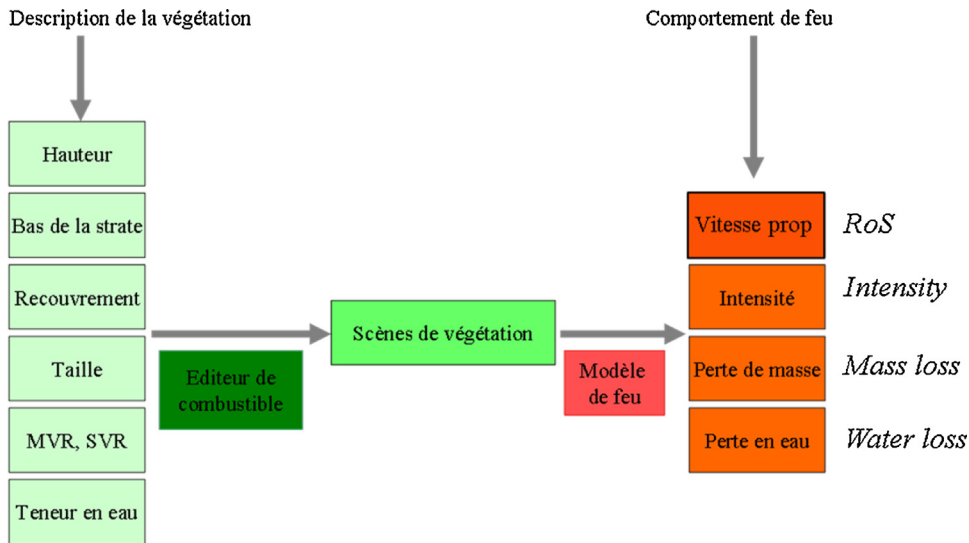 Description de la végétation
Comportement de feu
Hauteur
Bas de la strate
Recouvrement
Taille
MVR, SVR
Teneur en eau
Editeur de
combustible
Scènes de végétation
Modèle
de feu
Vitesse prop
RoS
Intensité
Intensity
Perte de masse
Mass loss
Perte en eau
Water loss